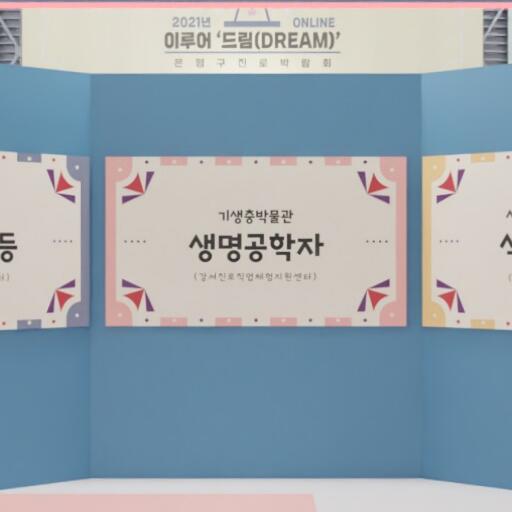 2021년 ONLINE
이루어 '드림(DREAM)'
은평구진로박람회
기생충박물관
생명공학자
(강서진로직업체험지원센터)
등